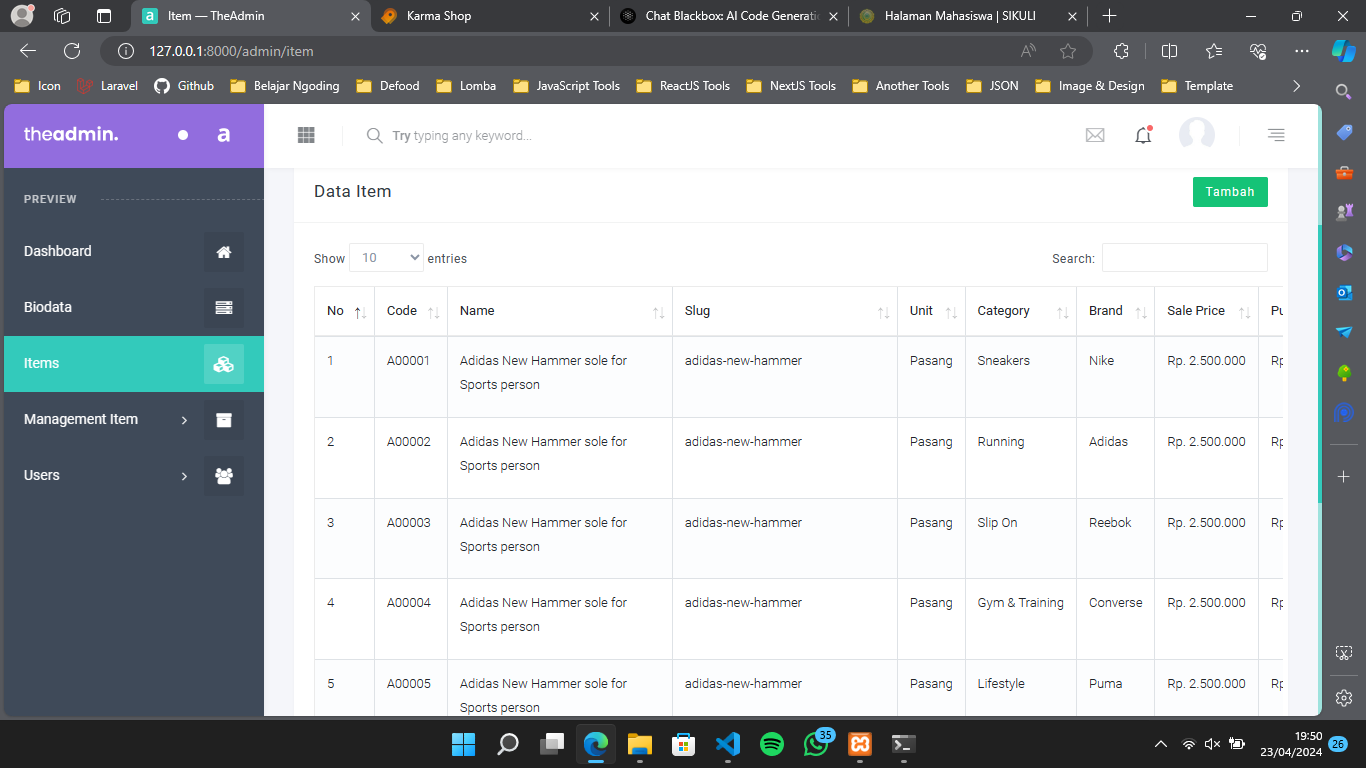 Item — TheAdmin
Karma Shop
Chat Blackbox: AI Code Generatio
Halaman Mahasiswa | SIKULI
127.0.0.1:8000/admin/item
Icon
Laravel
Github
Belajar Ngoding
Defood
Lomba
JavaScript Tools
ReactJS Tools
NextJS Tools
Another Tools
JSON
Image & Design
Template
theadmin.
a
Try typing any keyword...
PREVIEW
Dashboard
Biodata
Items
Management Item
Users
Data Item
Tambah
Show 10 entries
Search:
No Code Name Slug Unit Category Brand Sale Price Pu
1 A00001 Adidas New Hammer sole for adidas-new-hammer Pasang Sneakers Nike Rp. 2.500.000 Rp
Sports person
2 A00002 Adidas New Hammer sole for adidas-new-hammer Pasang Running Adidas Rp. 2.500.000 Rp
Sports person
3 A00003 Adidas New Hammer sole for adidas-new-hammer Pasang Slip On Reebok Rp. 2.500.000 Rp
Sports person
4 A00004 Adidas New Hammer sole for adidas-new-hammer Pasang Gym & Training Converse Rp. 2.500.000 Rp
Sports person
5 A00005 Adidas New Hammer sole for adidas-new-hammer Pasang Lifestyle Puma Rp. 2.500.000 Rp
Sports person
35
19:50
23/04/2024
26